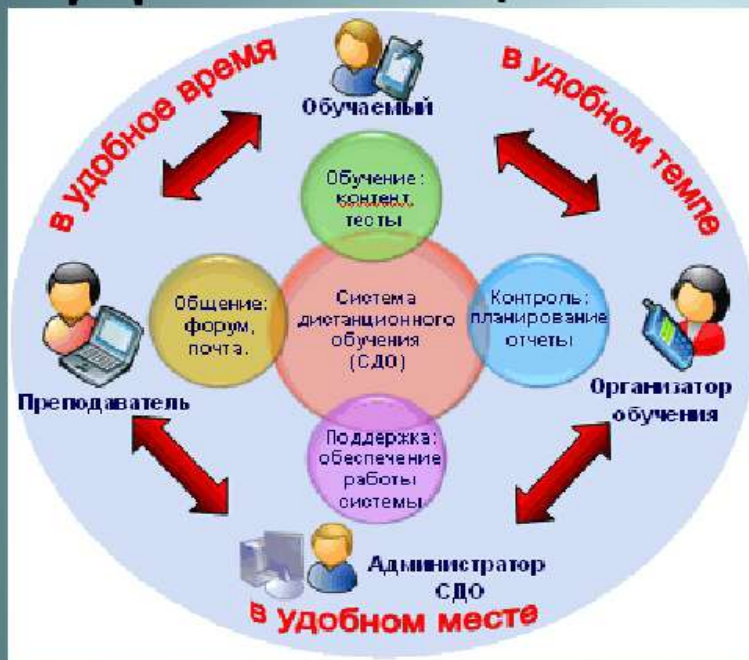 в удобное время
в удобном темпе
Обучаемый
Обучение:
контент,
тесты
Общение:
форум,
почта.
Система
дистанционного
обучения
(СДО)
Контроль:
планирование
отчеты
Преподаватель
Организатор
обучения
Поддержка:
обеспечение
работы
системы
Администратор
СДО
в удобном месте